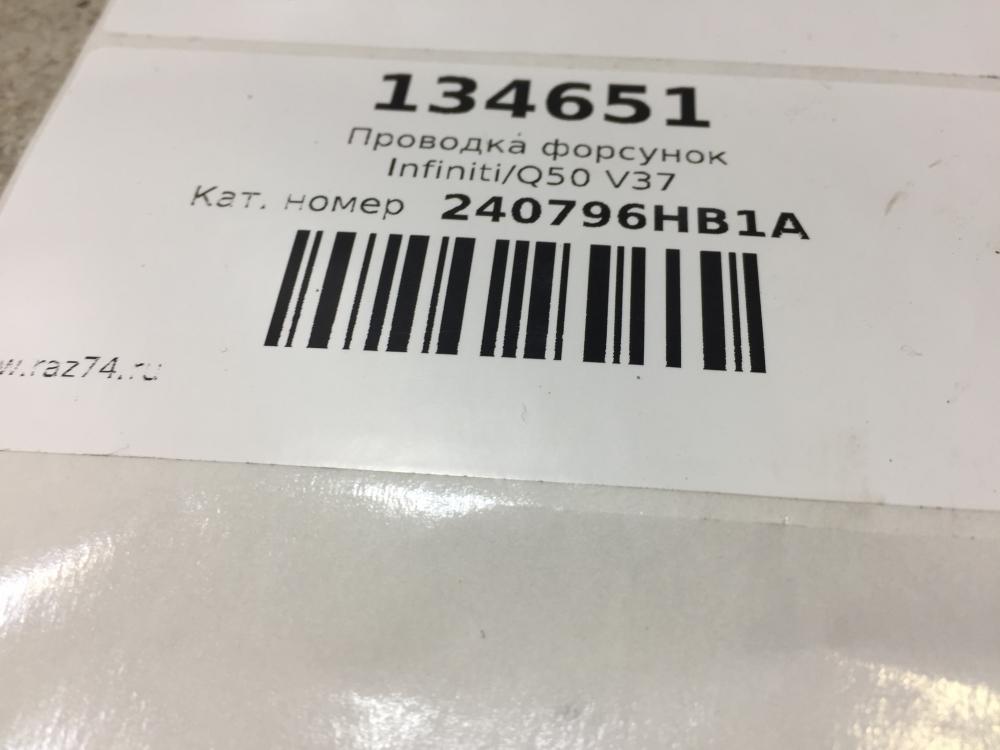 134651
Проводка форсунок
Infiniti/Q50 V37
Кат. номер 240796HB1A
w.raz74.ru